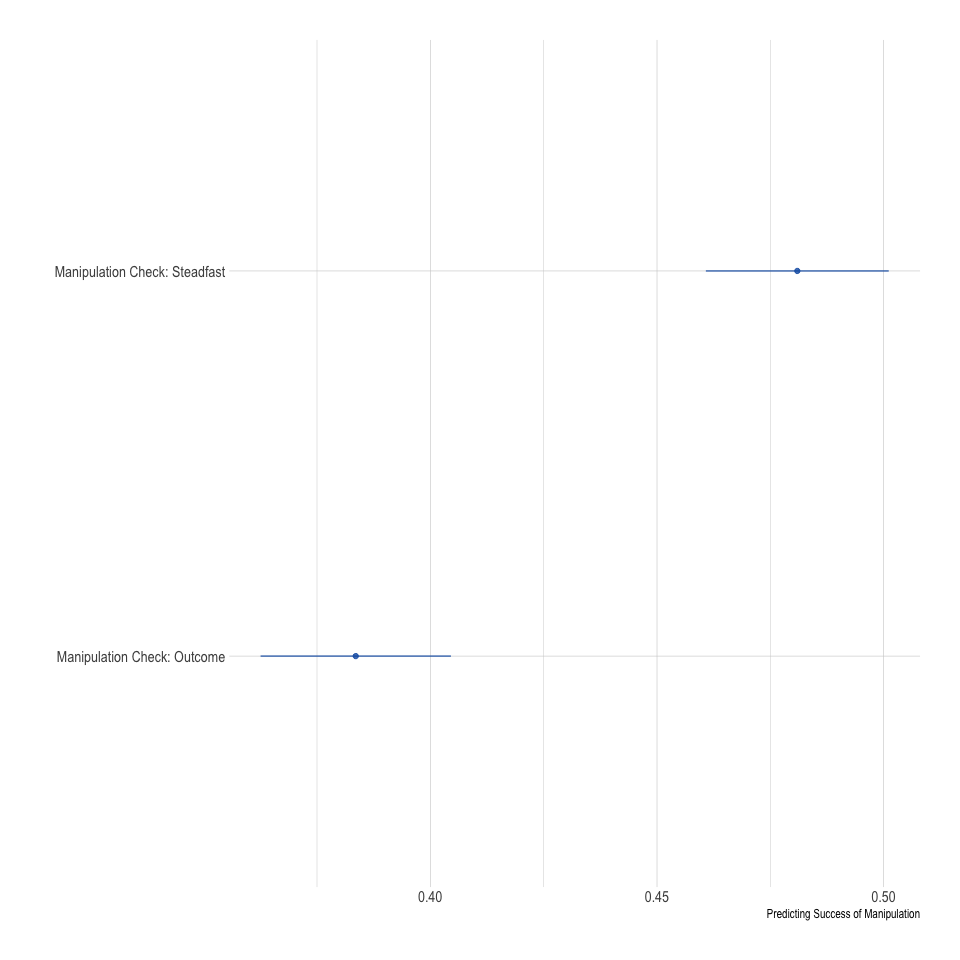 Manipulation Check: Steadfast
Manipulation Check: Outcome
0.40
0.45
0.50
Predicting Success of Manipulation